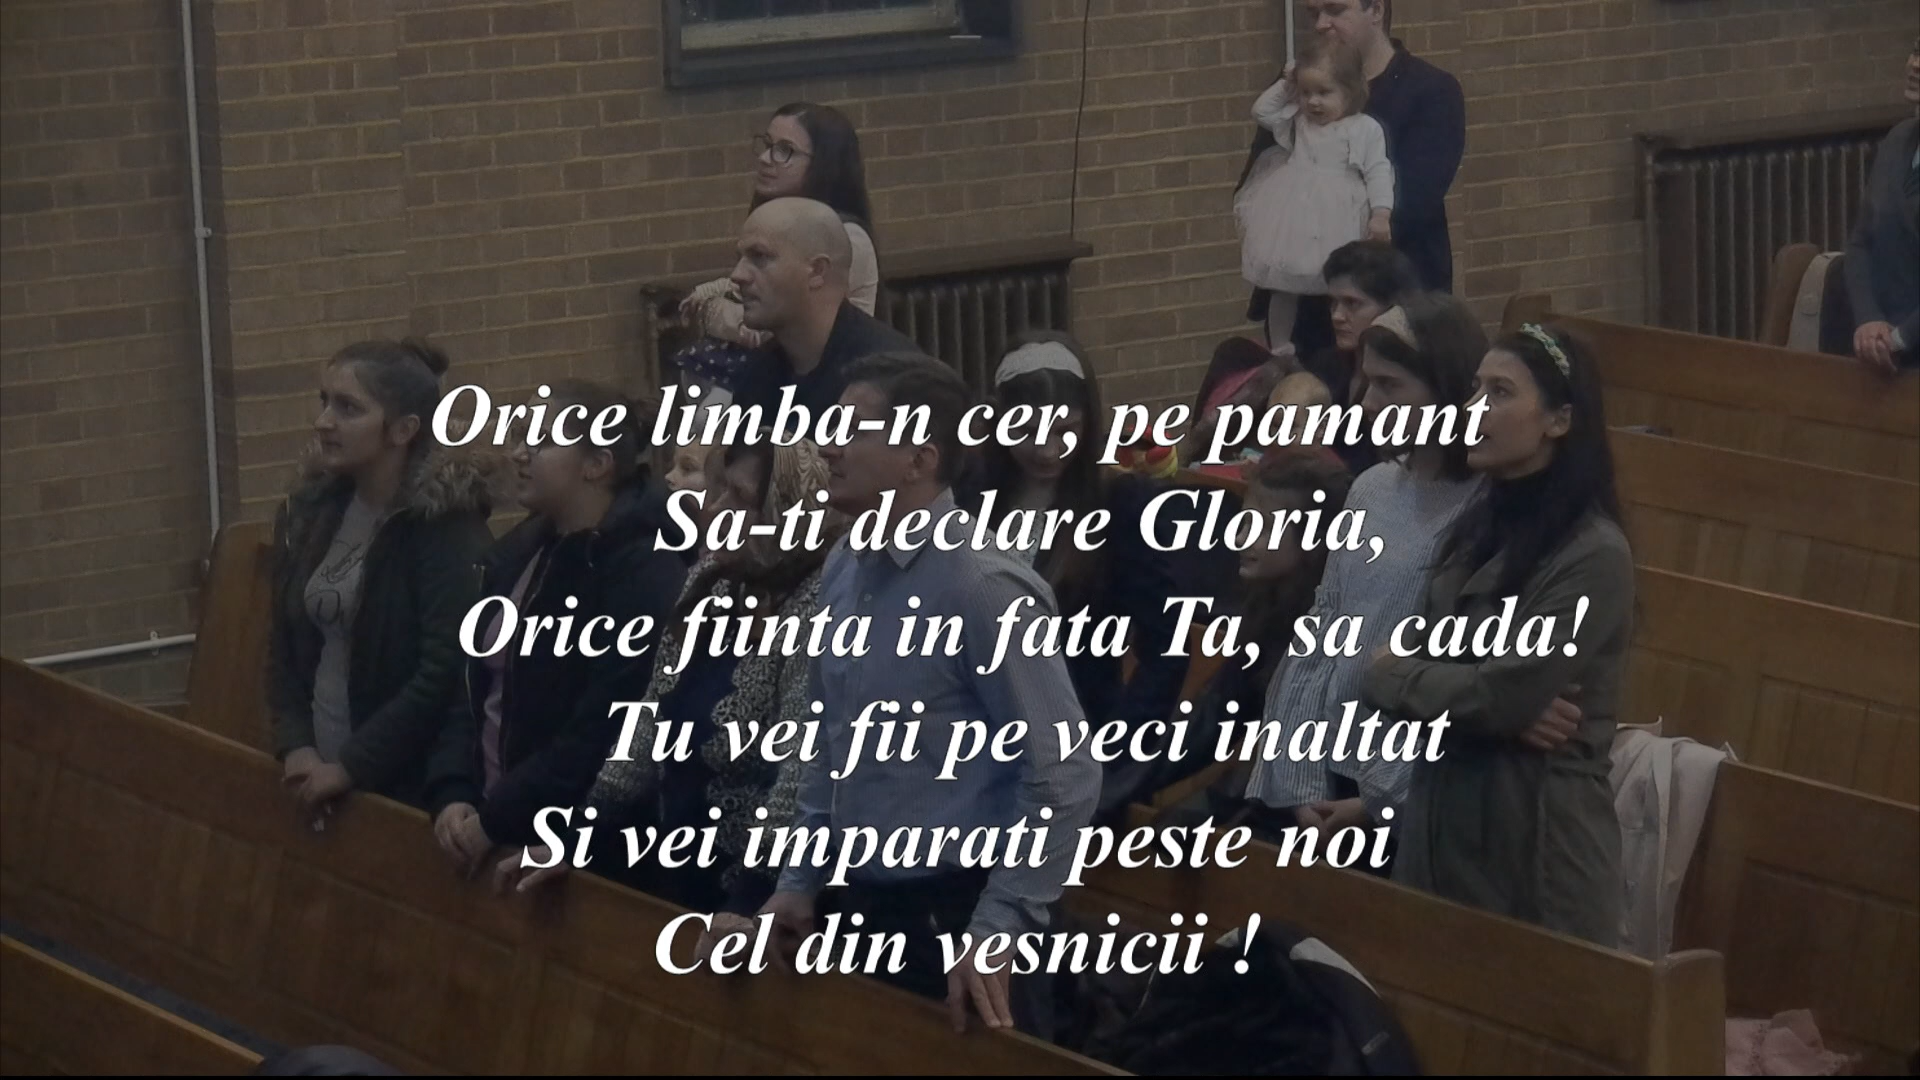 Orice limba-n cer, pe pamant
Sa-ti declare Gloria,
Orice fiinta in fata Ta, sa cada!
Tu vei fii pe veci inaltat
Si vei imparati peste noi
Cel din vesnicii !